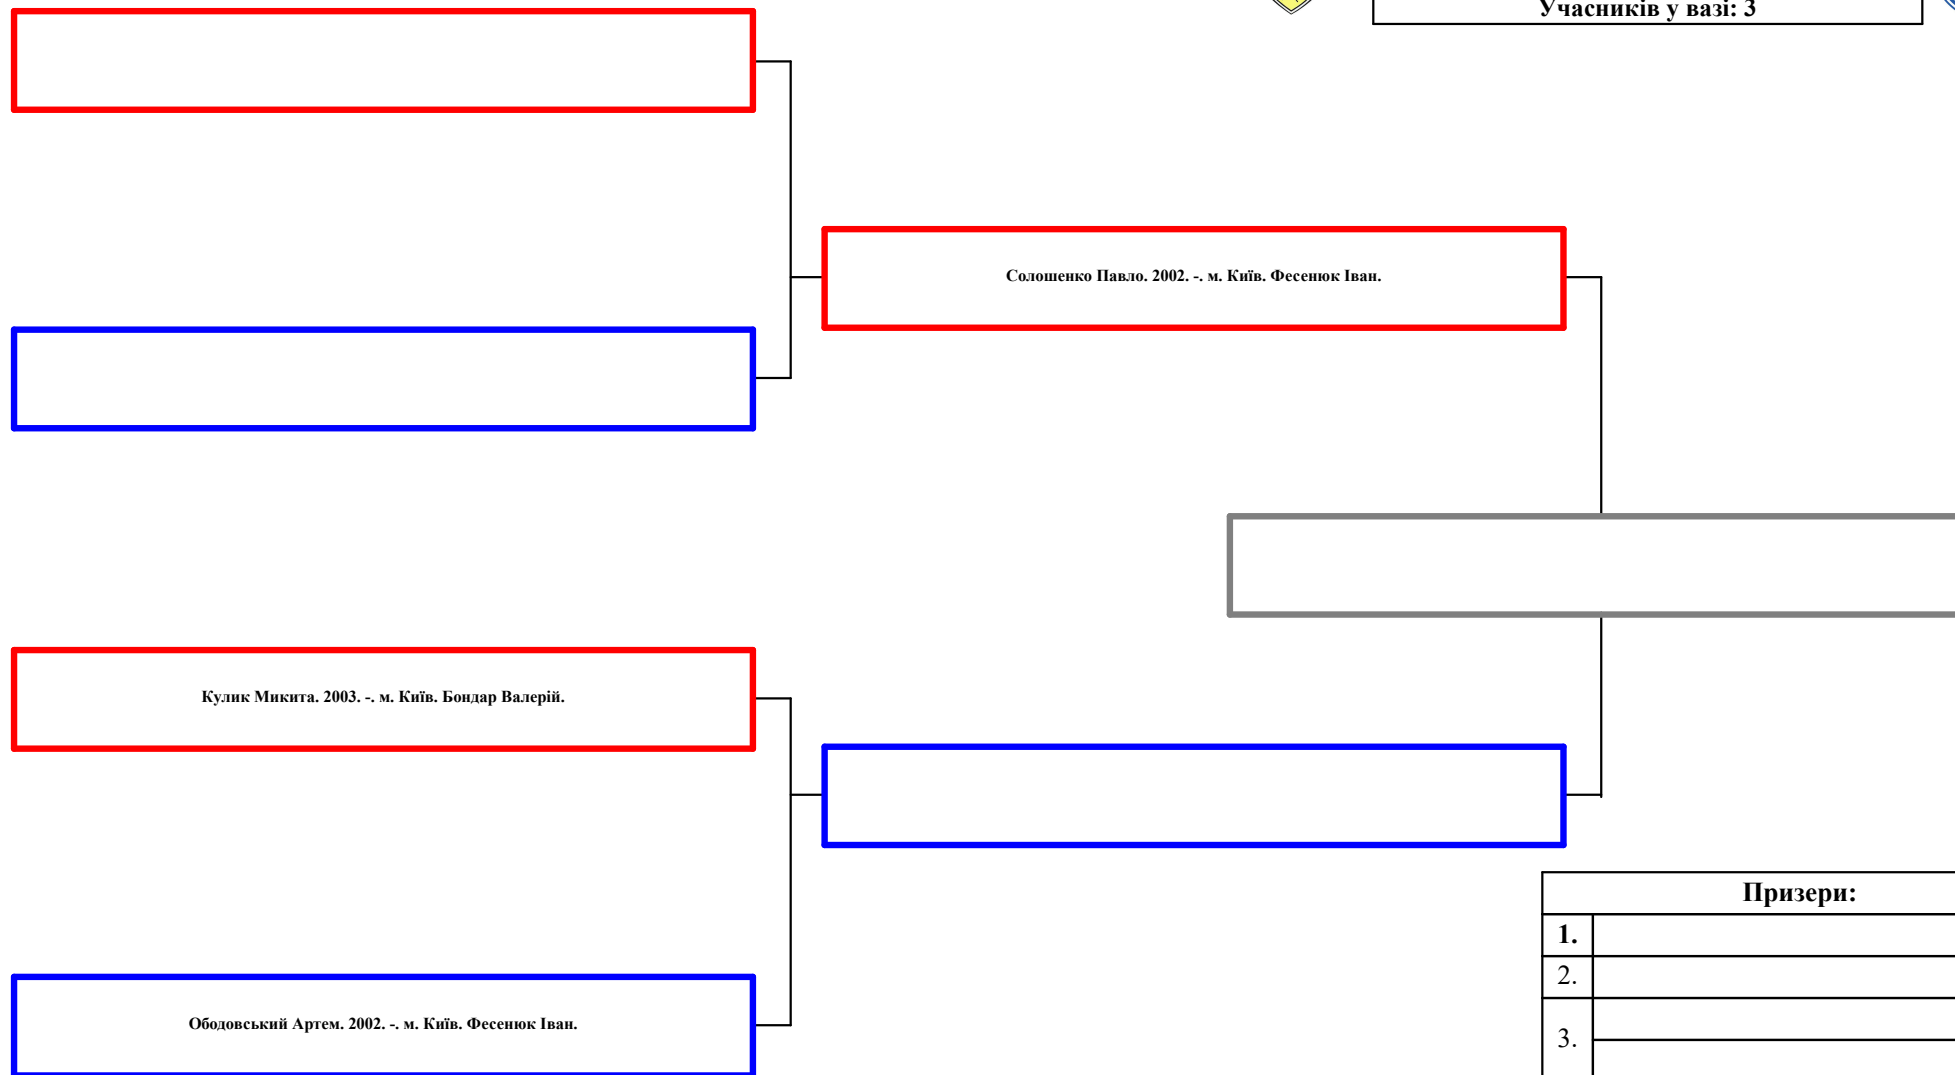 Учасників у вазі: 3
Солошенко Павло. 2002. -. м. Київ. Фесенюк Іван.
Кулик Микита. 2003. -. м. Київ. Бондар Валерій.
Ободовський Артем. 2002. -. м. Київ. Фесенюк Іван.
Призери:
1.
2.
3.